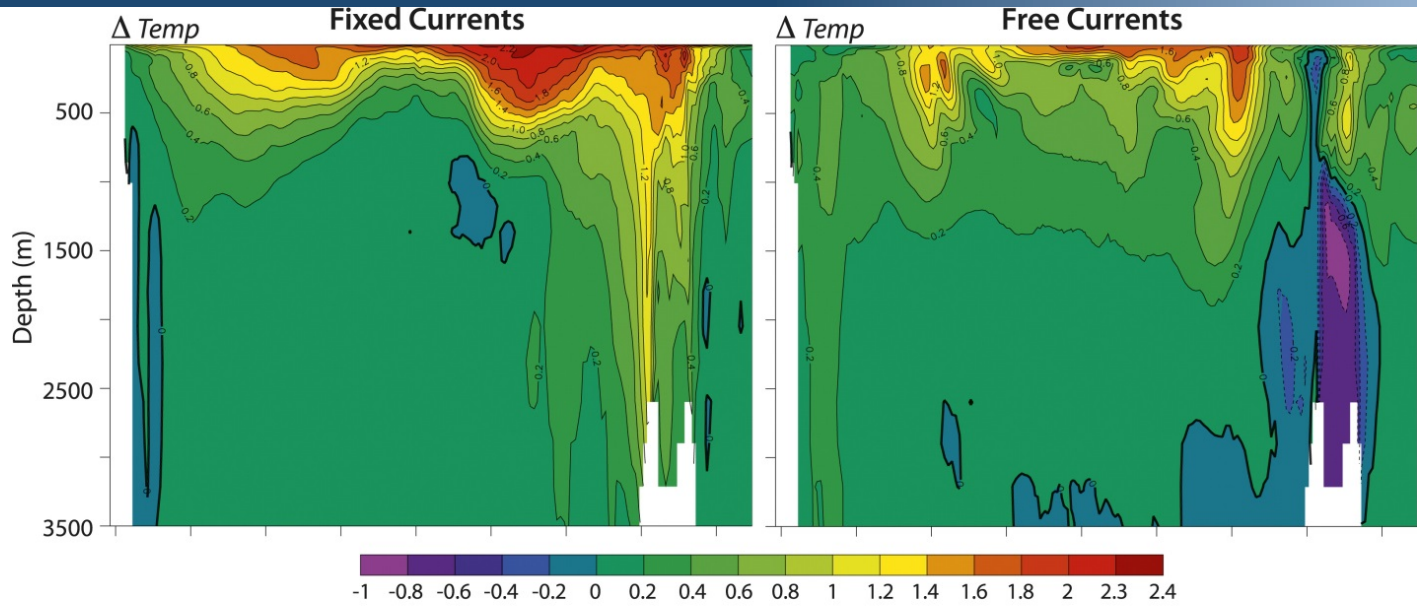 Fixed Currents
Free Currents
Δ Temp
Δ Temp
Depth (m)
500
1500
2500
3500
-1 -0.8 -0.6 -0.4 -0.2 0 0.2 0.4 0.6 0.8 1 1.2 1.4 1.6 1.8 2 2.3 2.4